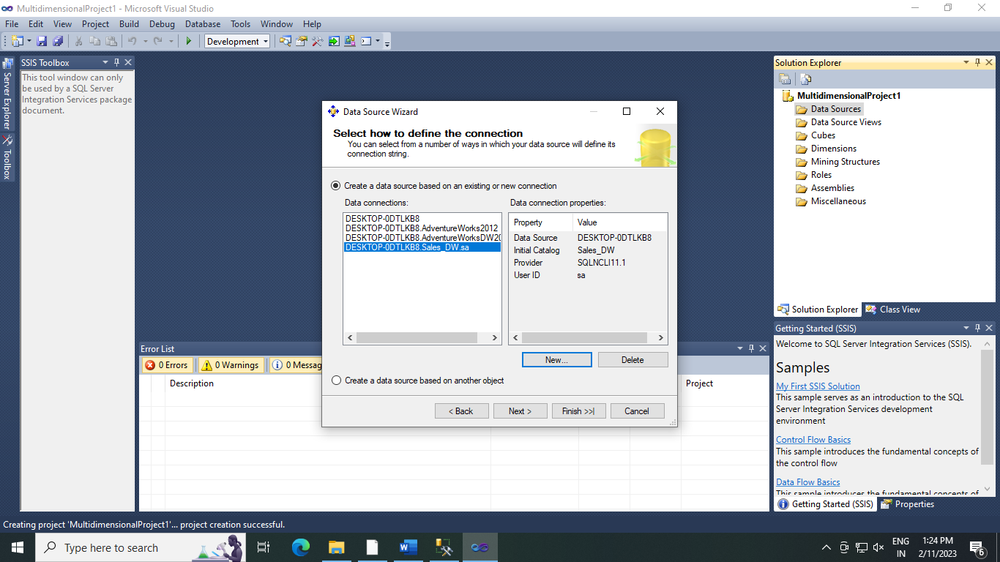 MultidimensionalProject1 - Microsoft Visual Studio
File Edit View Project Build Debug Database Tools Window Help
Development
Server Explorer
Toolbox
SSIS Toolbox
This tool window can only
be used by a SQL Server
Integration Services package
document.
Data Source Wizard
Select how to define the connection
You can select from a number of ways in which your data source will define its
connection string.
Create a data source based on an existing or new connection
Data connections:
DESKTOP-0DTLKB8
DESKTOP-0DTLKB8.AdventureWorks2012
DESKTOP-0DTLKB8.AdventureWorksDW20
DESKTOP-0DTLKB8.Sales_DW.sa
Data connection properties:
Property Value
Data Source DESKTOP-0DTLKB8
Initial Catalog Sales_DW
Provider SQLNCLI11.1
User ID sa
New... Delete
Create a data source based on another object
< Back Next > Finish >>| Cancel
Error List
0 Errors 0 Warnings 0 Messag
Description Project
Solution Explorer
MultidimensionalProject1
Data Sources
Data Source Views
Cubes
Dimensions
Mining Structures
Roles
Assemblies
Miscellaneous
Solution Explorer Class View
Getting Started (SSIS)
Welcome to SQL Server Integration Services (SSIS).
Samples
My First SSIS Solution
This sample serves as an introduction to the SQL
Server Integration Services development
environment
Control Flow Basics
This sample introduces the fundamental concepts of
the control flow
Data Flow Basics
This sample introduces the fundamental concepts of
Getting Started (SSIS) Properties
Creating project 'MultidimensionalProject1'... project creation successful.
Type here to search
ENG
IN
1:24 PM
2/11/2023
6